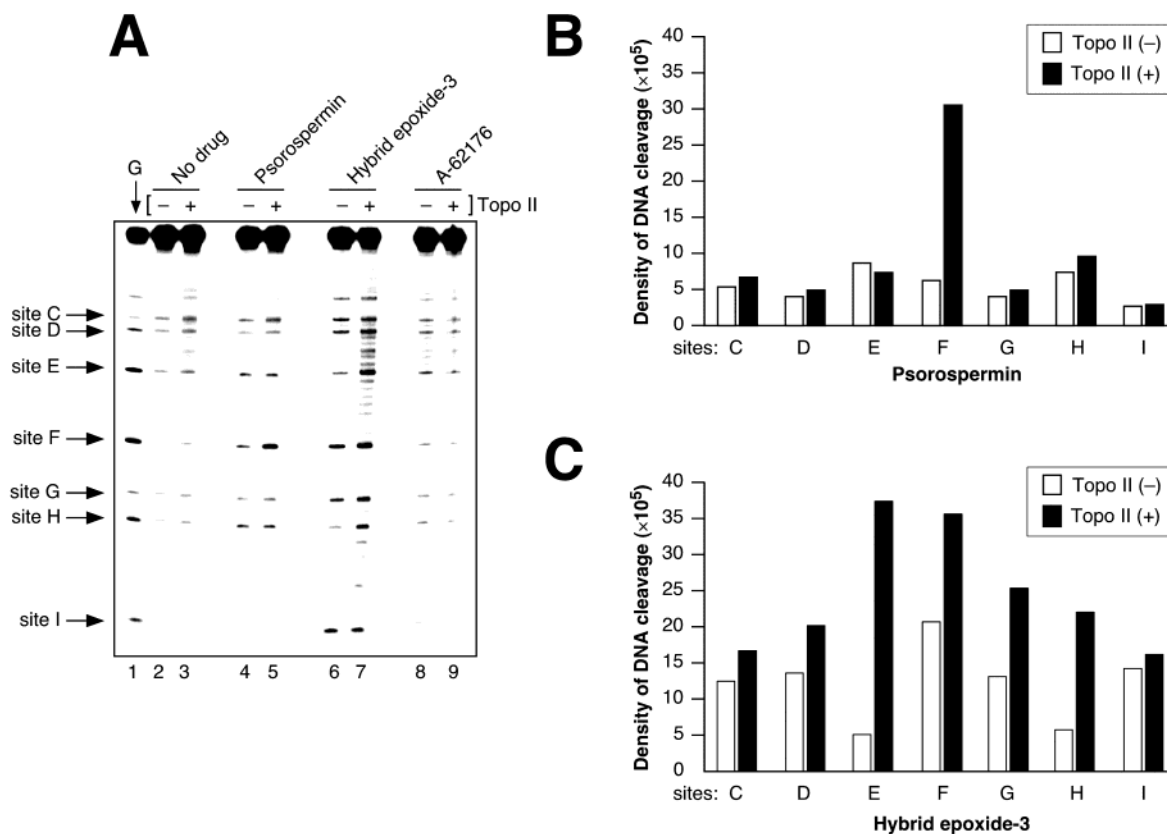 A
No drug
Psorospermin
Hybrid epoxide-3
A-62176
G
[ – + – + – + – + ] Topo II
site C
site D
site E
site F
site G
site H
site I
1 2 3 4 5 6 7 8 9
B
Density of DNA cleavage (×10⁵)
40
35
30
25
20
15
10
5
0
Topo II (–)
Topo II (+)
sites: C D E F G H I
Psorospermin
C
Density of DNA cleavage (×10⁵)
40
35
30
25
20
15
10
5
0
Topo II (–)
Topo II (+)
sites: C D E F G H I
Hybrid epoxide-3